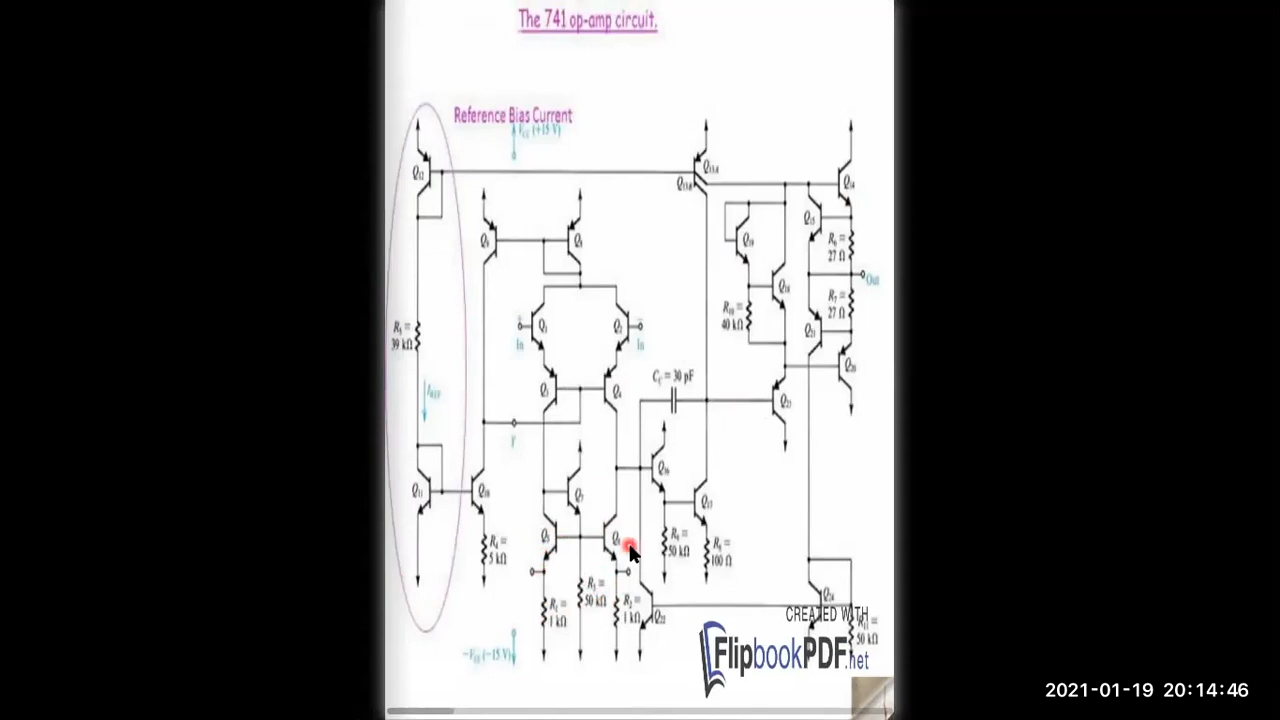 The 741 op-amp circuit.
Reference Bias Current
V_CC (+15 V)
Q12
Q13A
Q13B
Q14
Q15
Q9
Q8
Q19
R6 =
27 Ω
Out
Q18
R7 =
27 Ω
R10 =
40 kΩ
Q1
Q2
In
In
Q21
R5 =
39 kΩ
Q20
C_C = 30 pF
Q3
Q4
I_REF
Q23
Y
Q16
Q11
Q10
Q7
Q17
Q5
Q6
R4 =
5 kΩ
R9 =
50 kΩ
R8 =
100 Ω
R3 =
50 kΩ
R1 =
1 kΩ
R2 =
1 kΩ
Q22
Q24
R11 =
50 kΩ
CREATED WITH
FlipbookPDF.net
−V_EE (−15 V)
2021-01-19 20:14:46